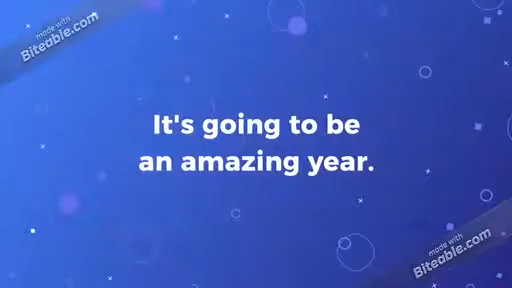 made with
Biteable.com
It's going to be
an amazing year.
made with
Biteable.com